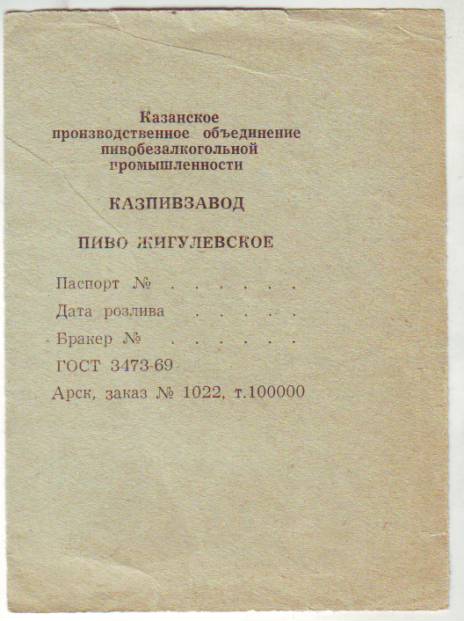 Казанское
производственное объединение
пивобезалкогольной
промышленности
КАЗПИВЗАВОД
ПИВО ЖИГУЛЕВСКОЕ
Паспорт № . . . . . .
Дата розлива . . . . .
Бракер № . . . . . .
ГОСТ 3473-69
Арск, заказ № 1022, т.100000